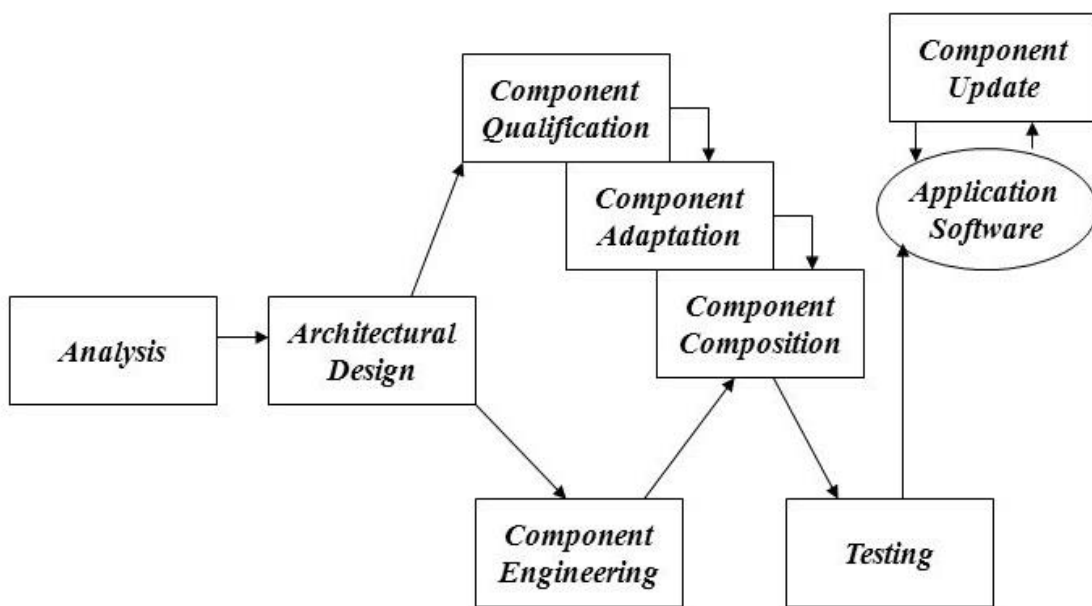 Component
Update
Component
Qualification
Application
Software
Component
Adaptation
Component
Composition
Analysis
Architectural
Design
Component
Engineering
Testing